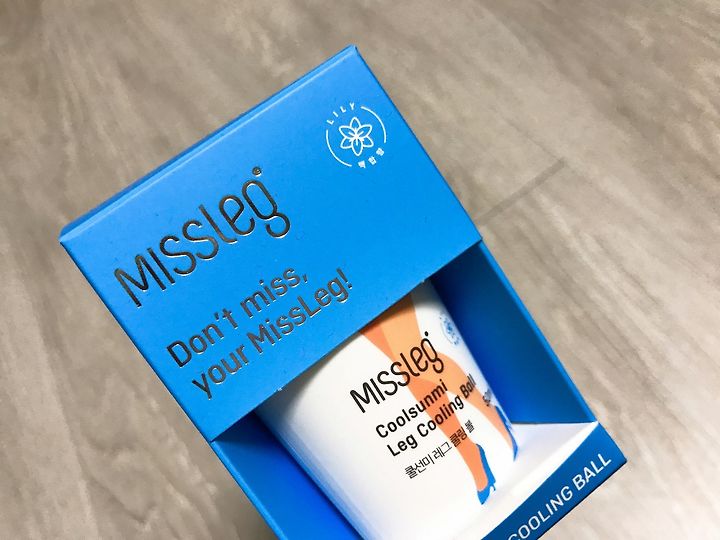 LILY
백합향
MISSLEG
Don't miss,
your MissLeg!
MISSLEG
Coolsunmi
Leg Cooling Ball
쿨선미 레그 쿨링 볼
COOLING BALL